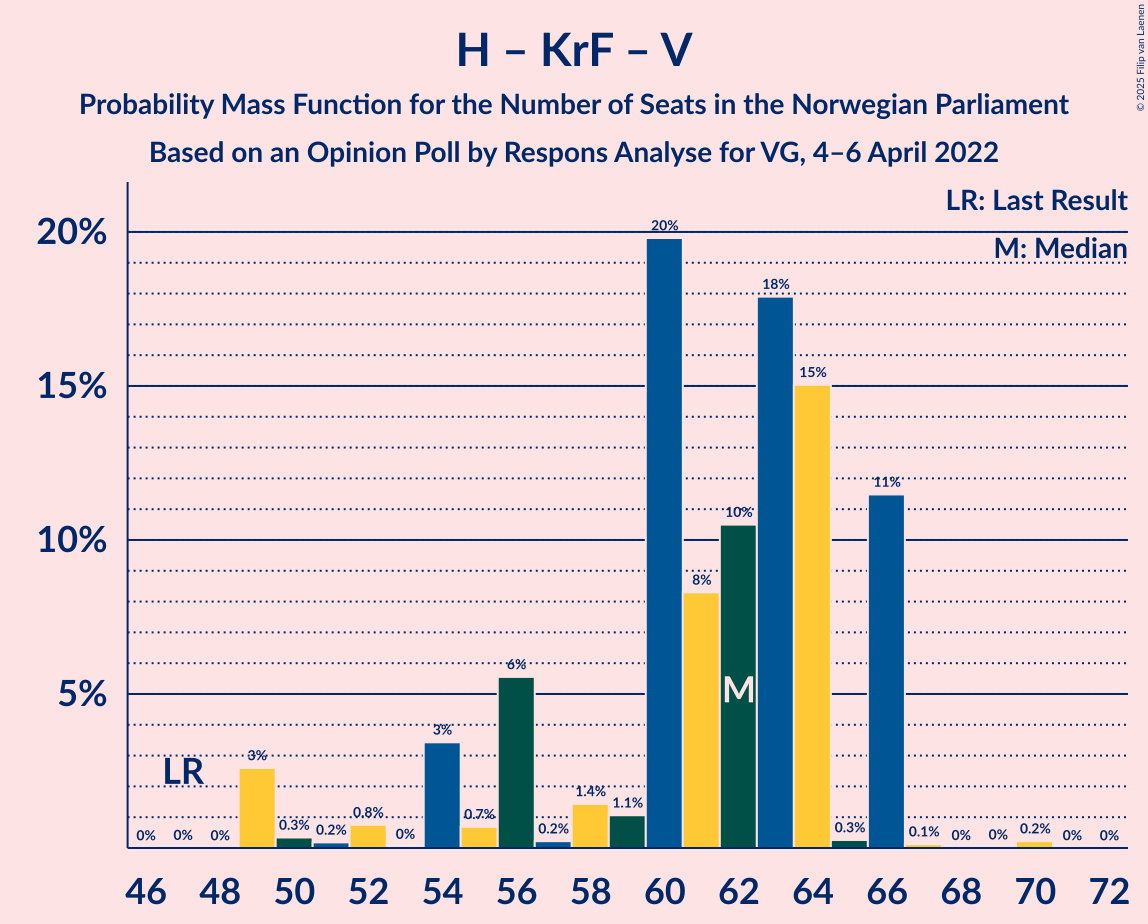 H – KrF – V
Probability Mass Function for the Number of Seats in the Norwegian Parliament
Based on an Opinion Poll by Respons Analyse for VG, 4–6 April 2022
© 2025 Filip van Laenen
LR: Last Result
M: Median
20%
15%
10%
5%
LR
M
0% 0% 0% 3% 0.3% 0.2% 0.8% 0% 3% 0.7% 6% 0.2% 1.4% 1.1% 20% 8% 10% 18% 15% 0.3% 11% 0.1% 0% 0% 0.2% 0% 0%
46 48 50 52 54 56 58 60 62 64 66 68 70 72